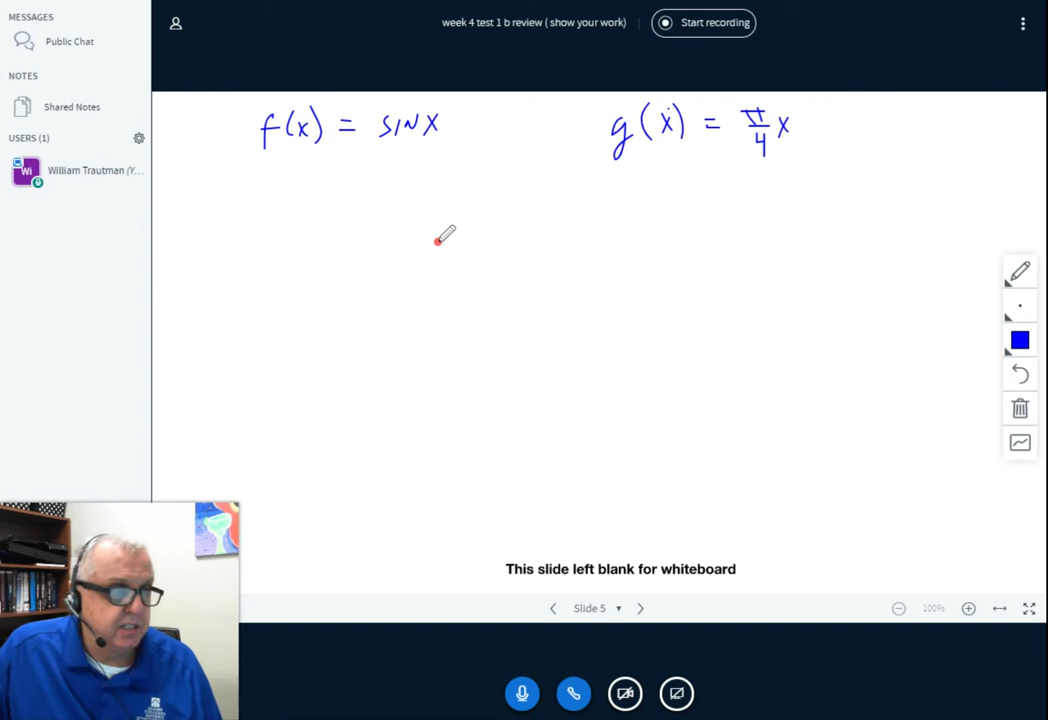 MESSAGES
Public Chat
NOTES
Shared Notes
USERS (1)
Wi
William Trautman (Y...
week 4 test 1 b review ( show your work)
Start recording
f(x) = sin x
g(x) = π/4 x
This slide left blank for whiteboard
Slide 5
100%